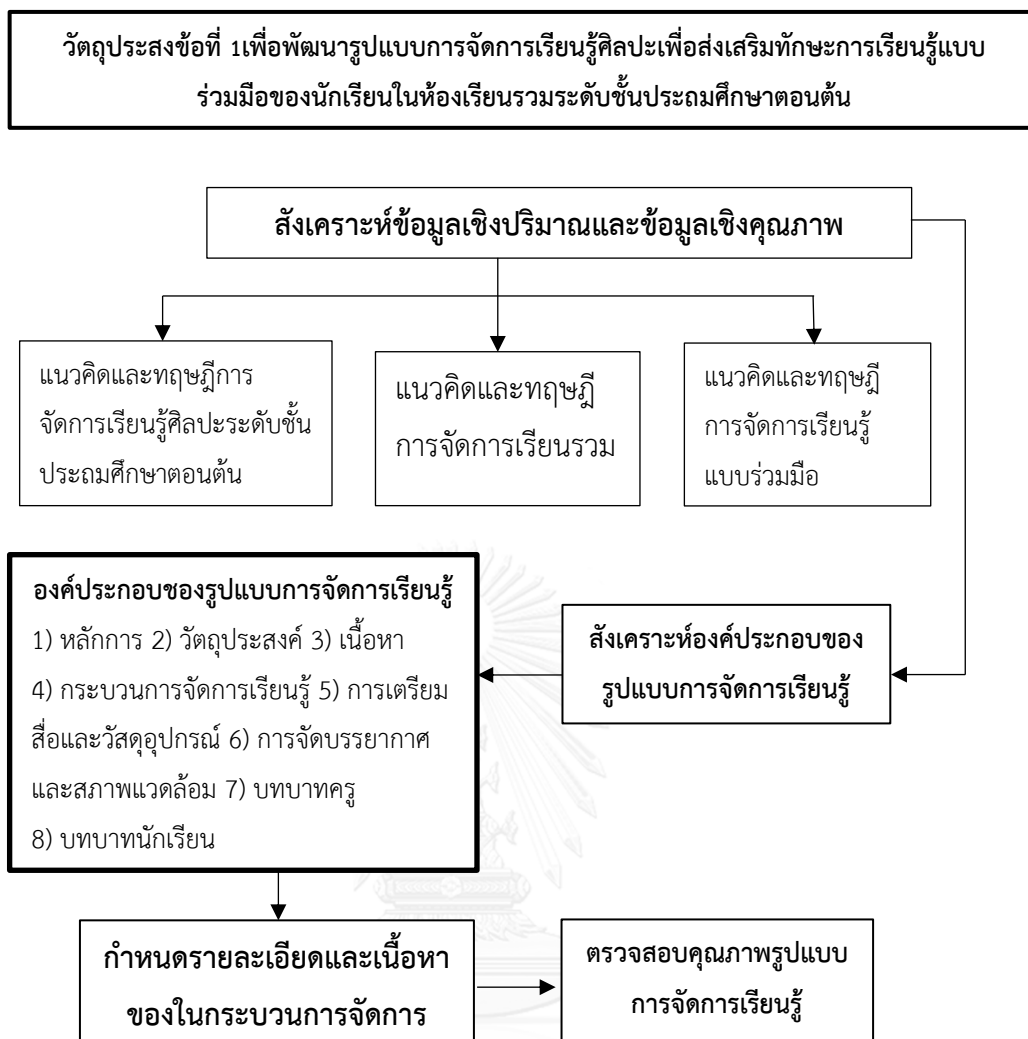 วัตถุประสงข้อที่ 1เพื่อพัฒนารูปแบบการจัดการเรียนรู้ศิลปะเพื่อส่งเสริมทักษะการเรียนรู้แบบ
ร่วมมือของนักเรียนในห้องเรียนรวมระดับชั้นประถมศึกษาตอนต้น
สังเคราะห์ข้อมูลเชิงปริมาณและข้อมูลเชิงคุณภาพ
แนวคิดและทฤษฎีการ
จัดการเรียนรู้ศิลปะระดับชั้น
ประถมศึกษาตอนต้น
แนวคิดและทฤษฎี
การจัดการเรียนรวม
แนวคิดและทฤษฎี
การจัดการเรียนรู้
แบบร่วมมือ
องค์ประกอบชองรูปแบบการจัดการเรียนรู้
1) หลักการ 2) วัตถุประสงค์ 3) เนื้อหา
4) กระบวนการจัดการเรียนรู้ 5) การเตรียม
สื่อและวัสดุอุปกรณ์ 6) การจัดบรรยากาศ
และสภาพแวดล้อม 7) บทบาทครู
8) บทบาทนักเรียน
สังเคราะห์องค์ประกอบของ
รูปแบบการจัดการเรียนรู้
กำหนดรายละเอียดและเนื้อหา
ของในกระบวนการจัดการ
ตรวจสอบคุณภาพรูปแบบ
การจัดการเรียนรู้